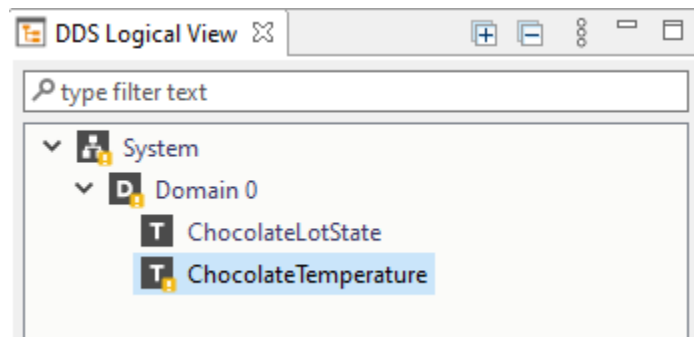 DDS Logical View
type filter text
System
D Domain 0
T ChocolateLotState
T ChocolateTemperature